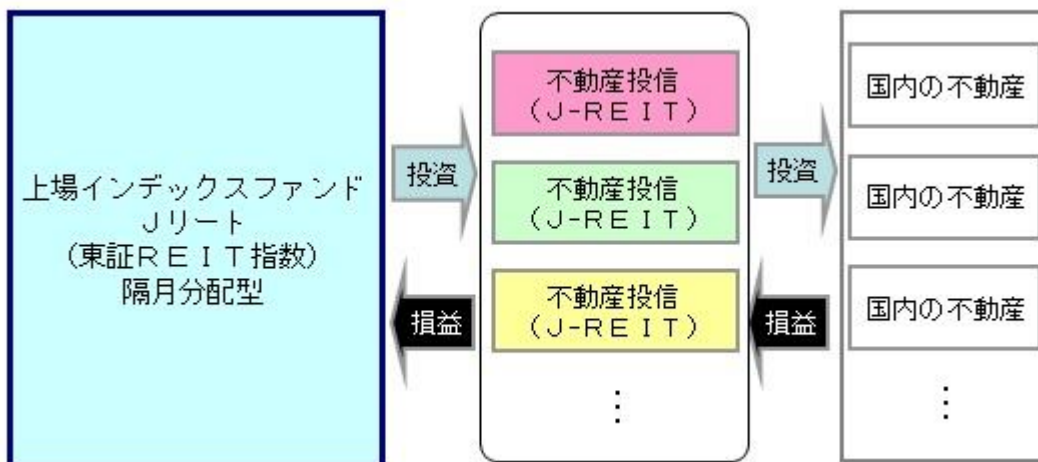 上場インデックスファンド
Jリート
(東証REIT指数)
隔月分配型
投資
損益
不動産投信
(J-REIT)
不動産投信
(J-REIT)
不動産投信
(J-REIT)
⋮
投資
損益
国内の不動産
国内の不動産
国内の不動産
⋮